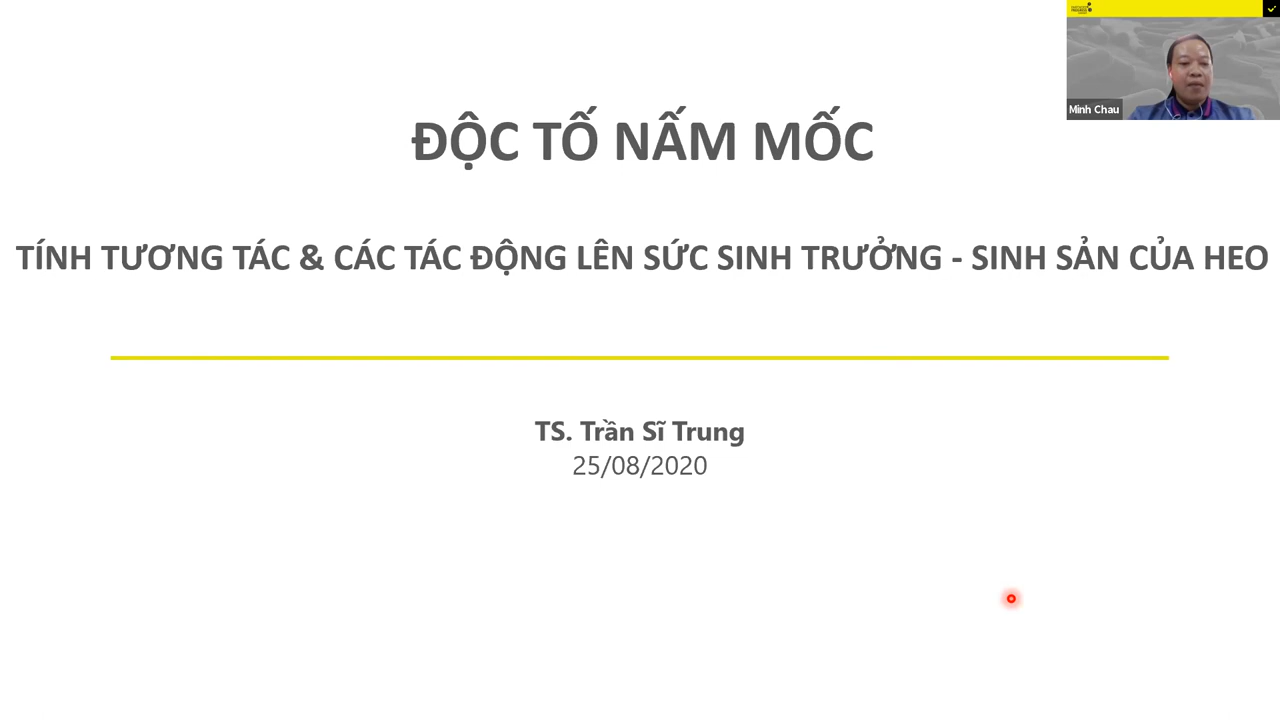 Minh Chau
ĐỘC TỐ NẤM MỐC
TÍNH TƯƠNG TÁC & CÁC TÁC ĐỘNG LÊN SỨC SINH TRƯỞNG - SINH SẢN CỦA HEO
TS. Trần Sĩ Trung
25/08/2020